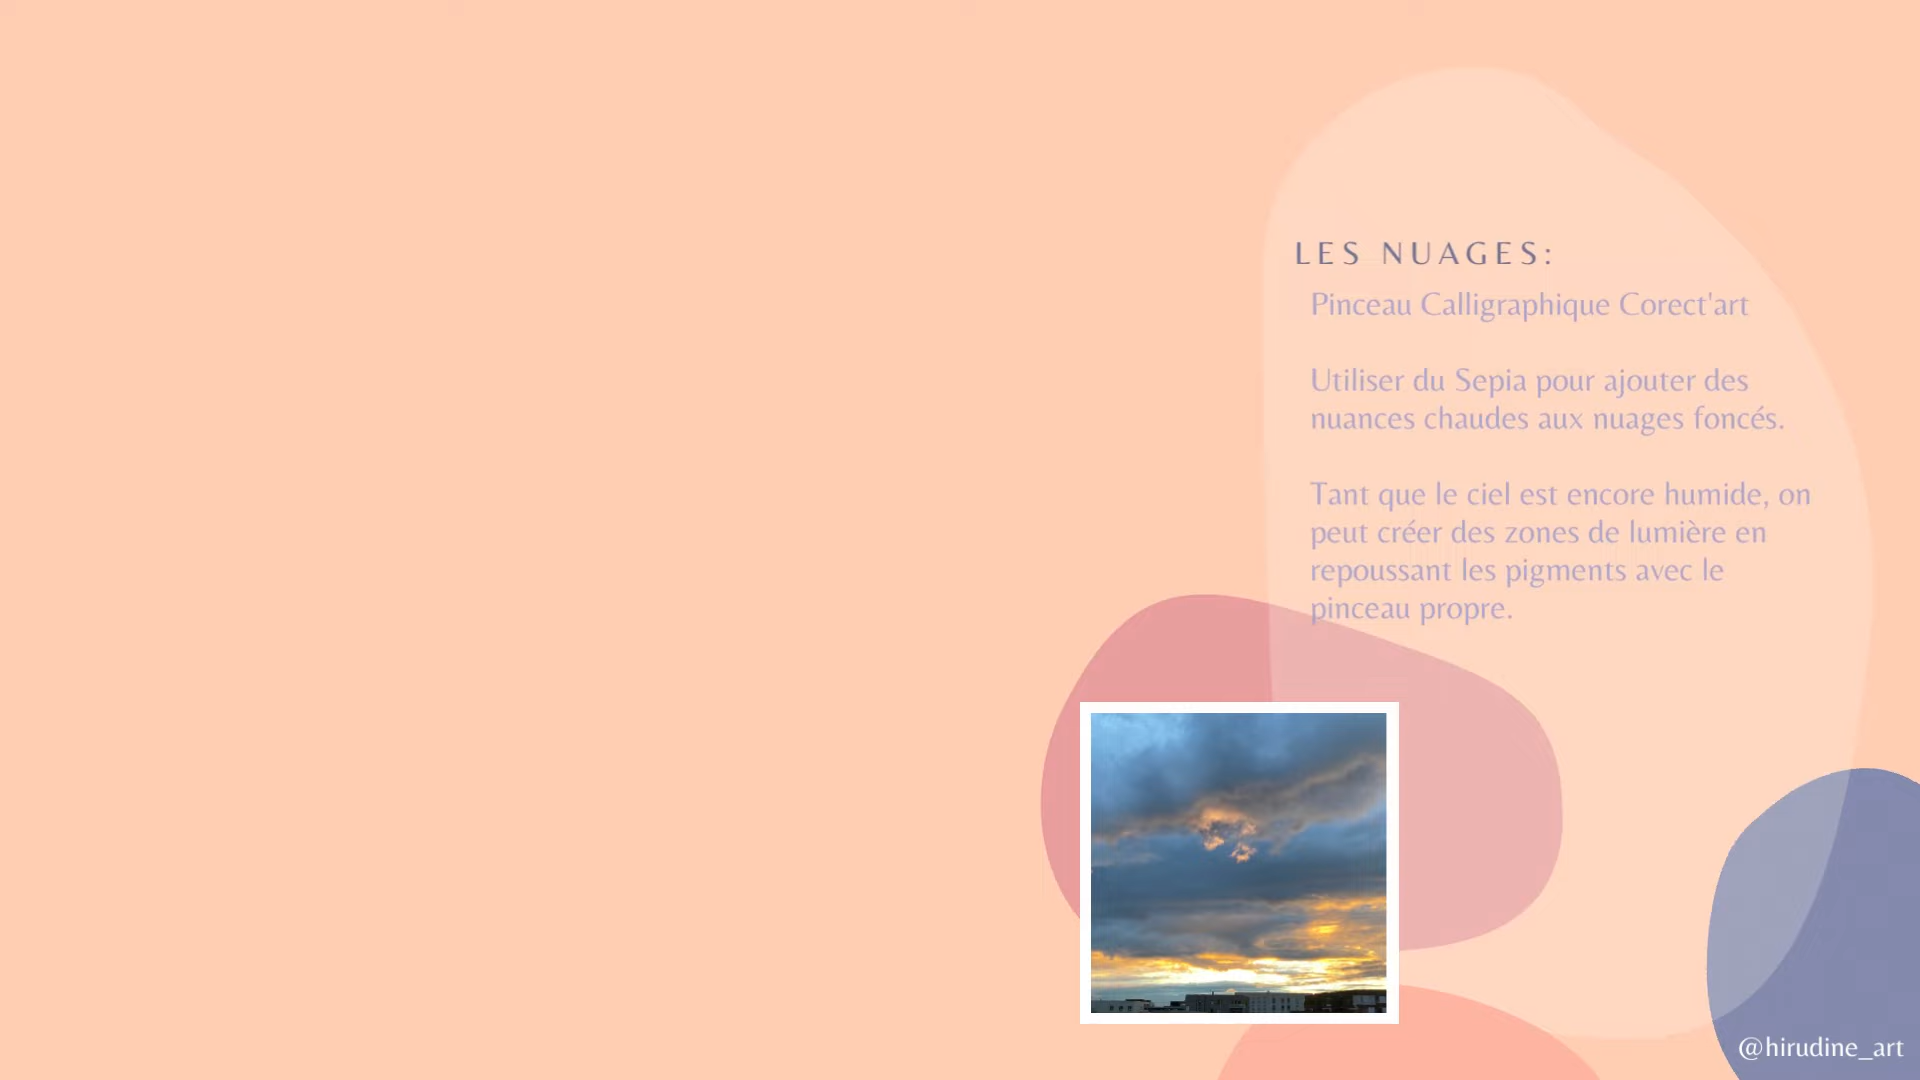 LES NUAGES:
Pinceau Calligraphique Corect'art
Utiliser du Sepia pour ajouter des
nuances chaudes aux nuages foncés.
Tant que le ciel est encore humide, on
peut créer des zones de lumière en
repoussant les pigments avec le
pinceau propre.
@hirudine_art